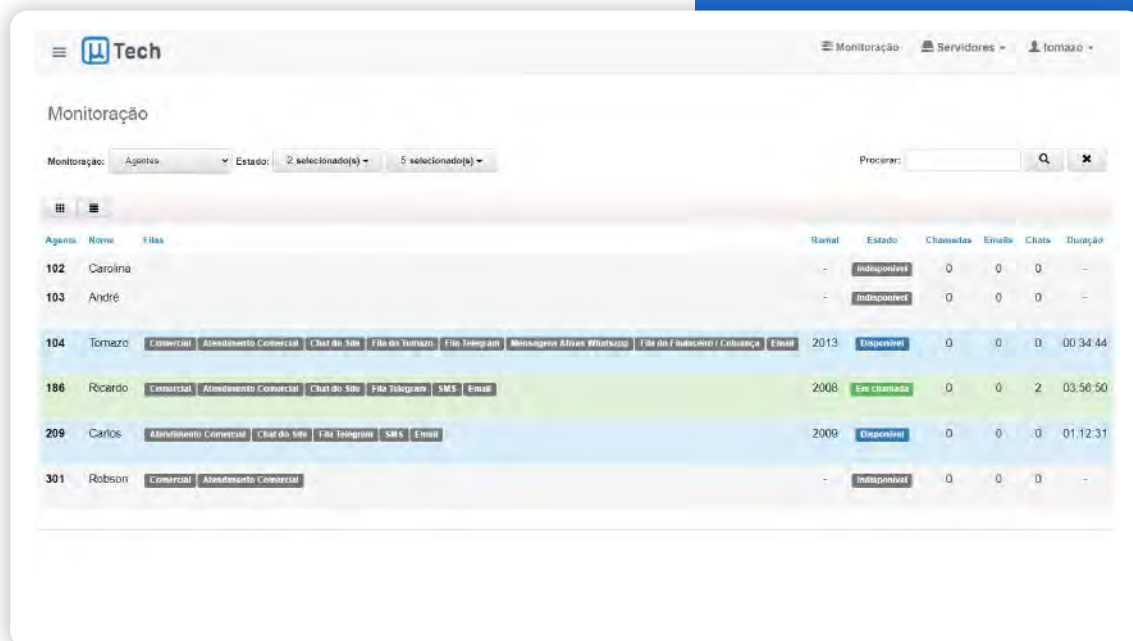 µ Tech
Monitoração Servidores tomazo
Monitoração
Monitoração: Agentes Estado: 2 selecionado(s) 5 selecionado(s) Procurar:
Agente Nome Filas Ramal Estado Chamadas Emails Chats Duração
102 Carolina - Indisponível 0 0 0 -
103 André - Indisponível 0 0 0 -
104 Tomazo Comercial Atendimento Comercial Chat do Site Fila do Tomazo Fila Telegram Mensagens Ativas Whatsapp Fila do Financeiro / Cobrança Email 2013 Disponível 0 0 0 00:34:44
186 Ricardo Comercial Atendimento Comercial Chat do Site Fila Telegram SMS Email 2008 Em chamada 0 0 2 03:56:50
209 Carlos Atendimento Comercial Chat do Site Fila Telegram SMS Email 2009 Disponível 0 0 0 01:12:31
301 Robson Comercial Atendimento Comercial - Indisponível 0 0 0 -